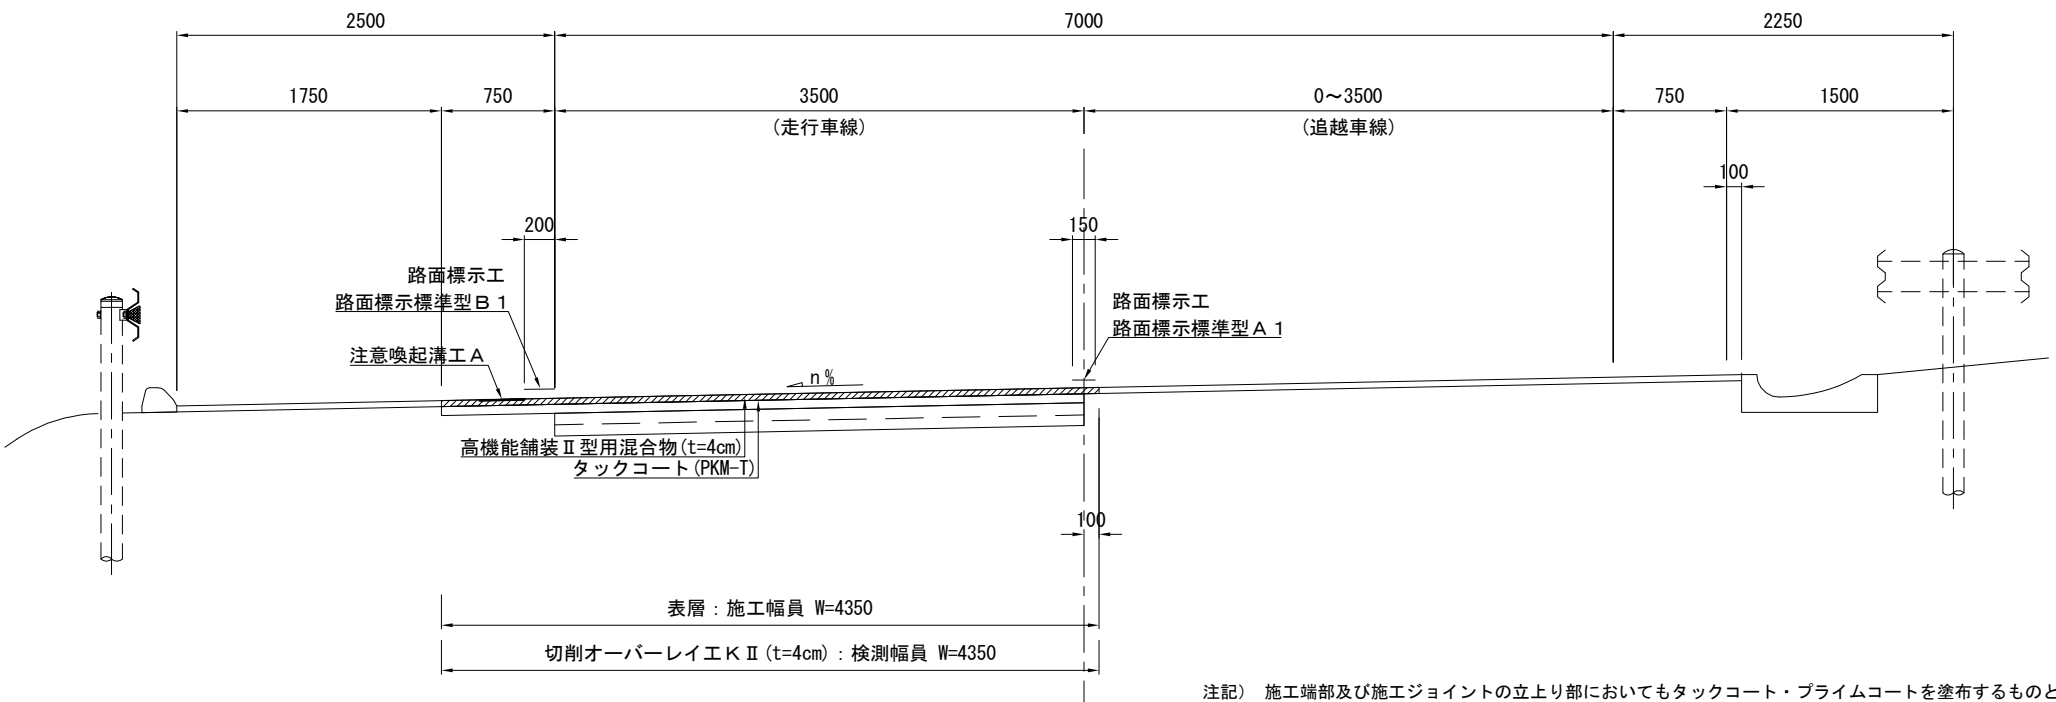 2500
7000
2250
1750
750
3500
0～3500
750
1500
(走行車線)
(追越車線)
100
200
150
路面標示工
路面標示標準型B1
注意喚起溝工A
路面標示工
路面標示標準型A1
n%
高機能舗装Ⅱ型用混合物(t=4cm)
タックコート(PKM-T)
100
表層：施工幅員 W=4350
切削オーバーレイ工KⅡ(t=4cm)：検測幅員 W=4350
注記） 施工端部及び施工ジョイントの立上り部においてもタックコート・プライムコートを塗布するものと